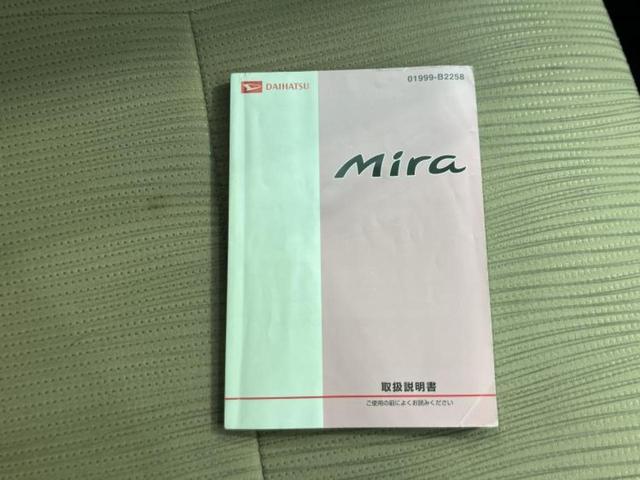 DAIHATSU
01999-B2258
Mira
取扱説明書
ご使用の前によくお読みください